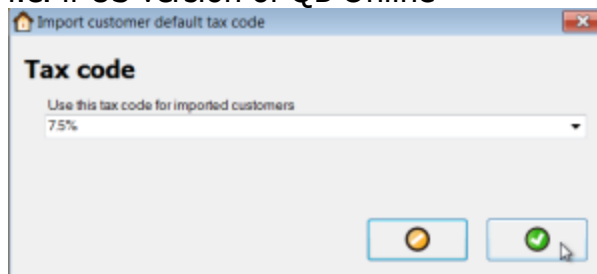 Import customer default tax code
Tax code
Use this tax code for imported customers
7.5%